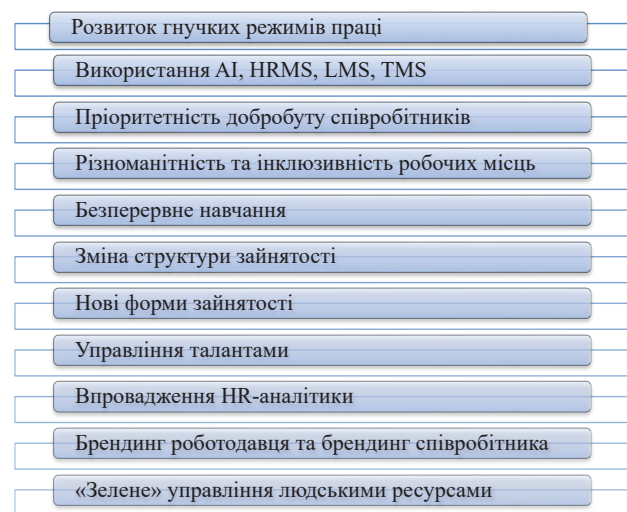 Розвиток гнучких режимів праці
Використання AI, HRMS, LMS, TMS
Пріоритетність добробуту співробітників
Різноманітність та інклюзивність робочих місць
Безперервне навчання
Зміна структури зайнятості
Нові форми зайнятості
Управління талантами
Впровадження HR-аналітики
Брендинг роботодавця та брендинг співробітника
«Зелене» управління людськими ресурсами